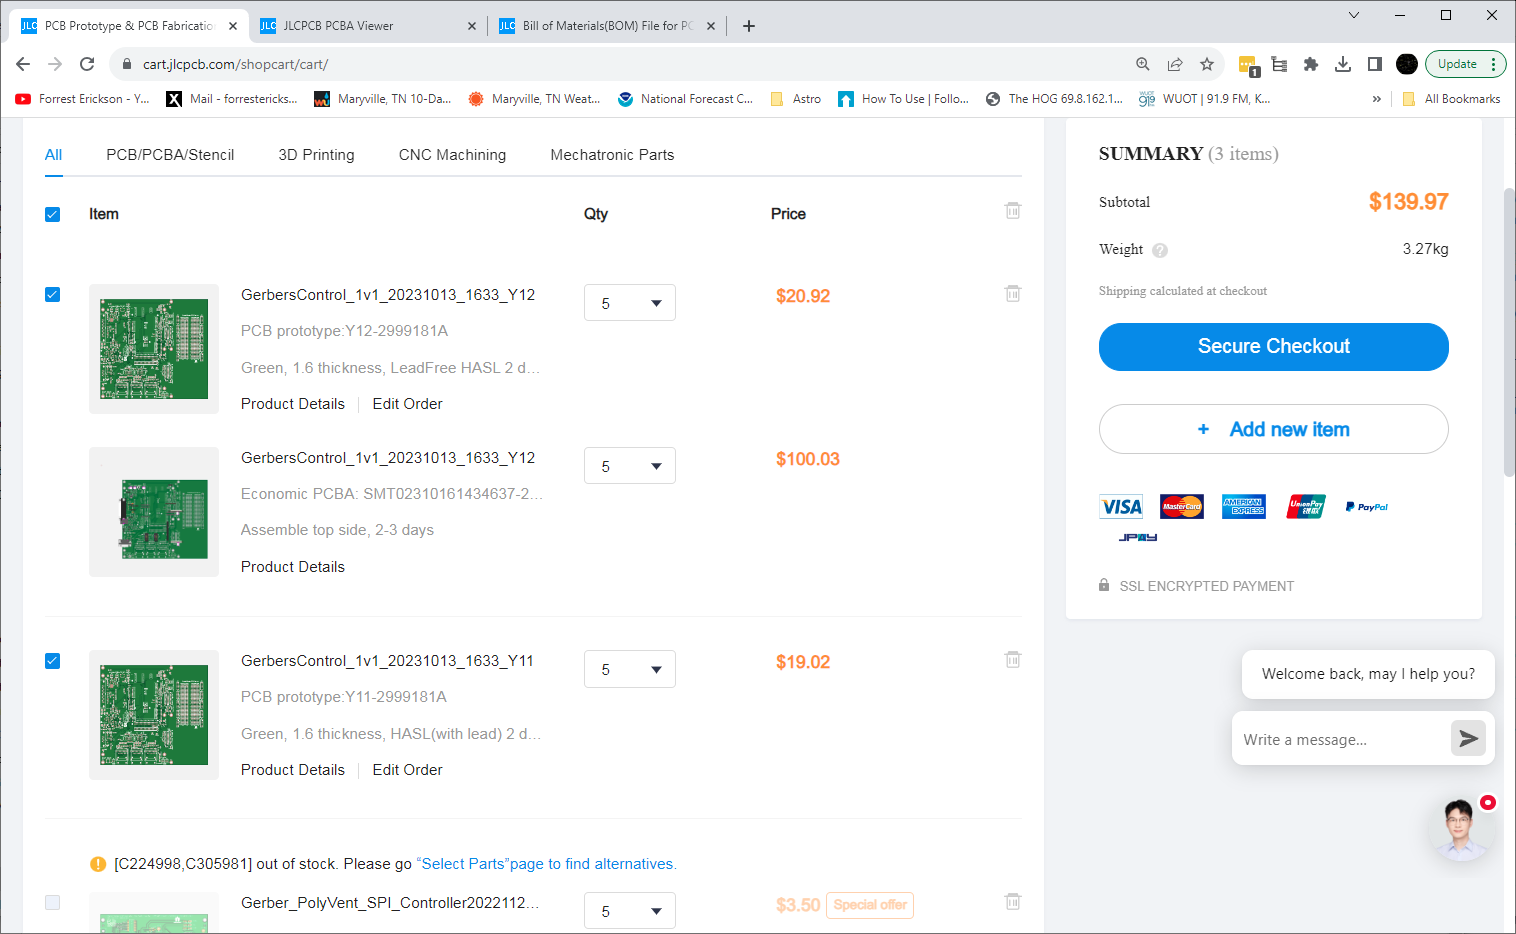 JLC PCB Prototype & PCB Fabricatio
JLC JLCPCB PCBA Viewer
JLC Bill of Materials(BOM) File for PC
cart.jlcpcb.com/shopcart/cart/
1
Update
Forrest Erickson - Y...
X Mail - forrestericks...
wu Maryville, TN 10-Da...
Maryville, TN Weat...
National Forecast C...
Astro
How To Use | Follo...
The HOG 69.8.162.1...
WUOT | 91.9 FM, K...
»
All Bookmarks
All PCB/PCBA/Stencil 3D Printing CNC Machining Mechatronic Parts
Item Qty Price
GerbersControl_1v1_20231013_1633_Y12 5 $20.92
PCB prototype:Y12-2999181A
Green, 1.6 thickness, LeadFree HASL 2 d...
Product Details Edit Order
GerbersControl_1v1_20231013_1633_Y12 5 $100.03
Economic PCBA: SMT02310161434637-2...
Assemble top side, 2-3 days
Product Details
GerbersControl_1v1_20231013_1633_Y11 5 $19.02
PCB prototype:Y11-2999181A
Green, 1.6 thickness, HASL(with lead) 2 d...
Product Details Edit Order
! [C224998,C305981] out of stock. Please go “Select Parts”page to find alternatives.
Gerber_PolyVent_SPI_Controller2022112... 5 $3.50 Special offer
SUMMARY (3 items)
Subtotal $139.97
Weight ? 3.27kg
Shipping calculated at checkout
Secure Checkout
+ Add new item
VISA MasterCard AMERICAN EXPRESS UnionPay PayPal
JPay
SSL ENCRYPTED PAYMENT
Welcome back, may I help you?
Write a message...